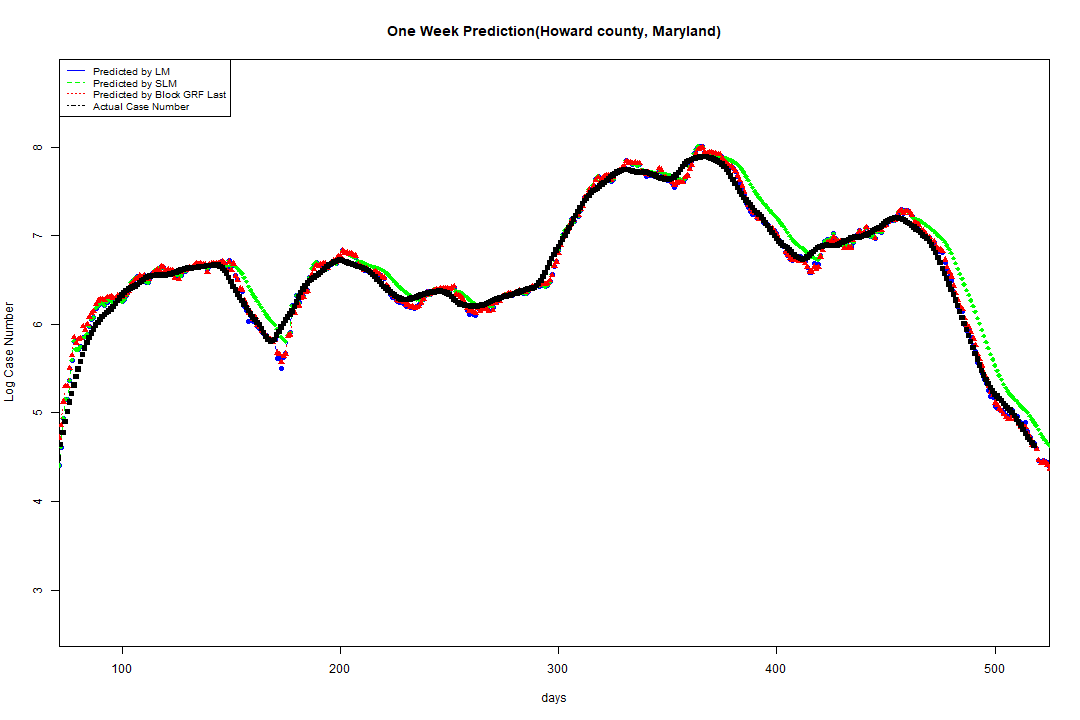 One Week Prediction(Howard county, Maryland)
Predicted by LM
Predicted by SLM
Predicted by Block GRF Last
Actual Case Number
8
7
6
5
4
3
Log Case Number
100 200 300 400 500
days